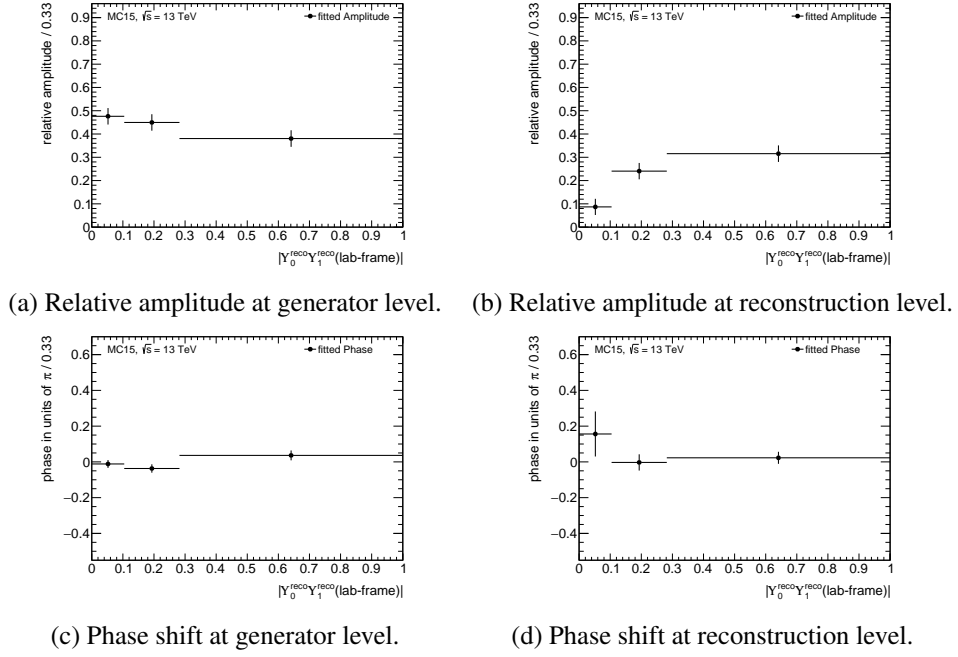 relative amplitude / 0.33
0.9
0.8
0.7
0.6
0.5
0.4
0.3
0.2
0.1
0
MC15, √s = 13 TeV
fitted Amplitude
0 0.1 0.2 0.3 0.4 0.5 0.6 0.7 0.8 0.9 1
|Y₀ʳᵉᶜᵒY₁ʳᵉᶜᵒ(lab-frame)|
(a) Relative amplitude at generator level.
relative amplitude / 0.33
0.9
0.8
0.7
0.6
0.5
0.4
0.3
0.2
0.1
0
MC15, √s = 13 TeV
fitted Amplitude
0 0.1 0.2 0.3 0.4 0.5 0.6 0.7 0.8 0.9 1
|Y₀ʳᵉᶜᵒY₁ʳᵉᶜᵒ(lab-frame)|
(b) Relative amplitude at reconstruction level.
phase in units of π / 0.33
0.6
0.4
0.2
0
−0.2
−0.4
MC15, √s = 13 TeV
fitted Phase
0 0.1 0.2 0.3 0.4 0.5 0.6 0.7 0.8 0.9 1
|Y₀ʳᵉᶜᵒY₁ʳᵉᶜᵒ(lab-frame)|
(c) Phase shift at generator level.
phase in units of π / 0.33
0.6
0.4
0.2
0
−0.2
−0.4
MC15, √s = 13 TeV
fitted Phase
0 0.1 0.2 0.3 0.4 0.5 0.6 0.7 0.8 0.9 1
|Y₀ʳᵉᶜᵒY₁ʳᵉᶜᵒ(lab-frame)|
(d) Phase shift at reconstruction level.